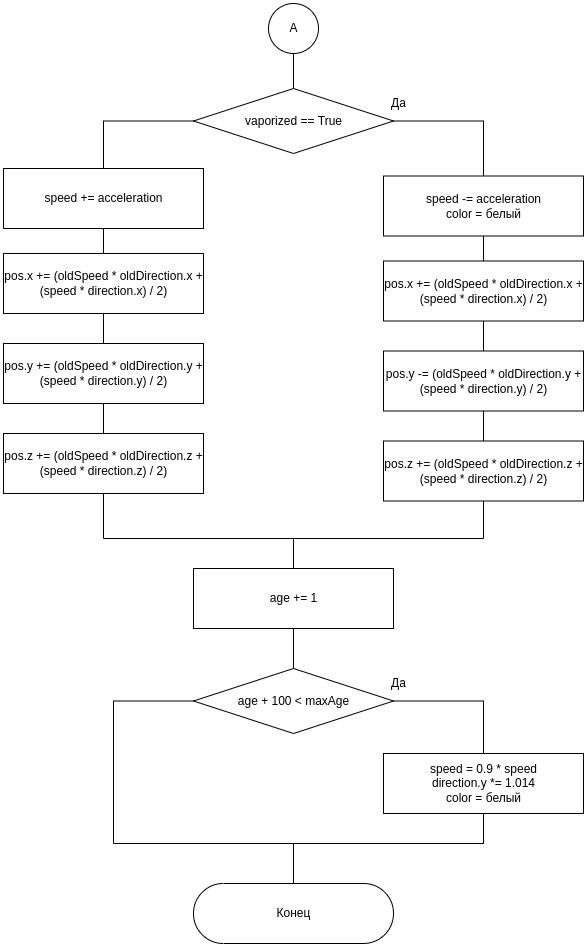 A
Да
vaporized == True
speed += acceleration
pos.x += (oldSpeed * oldDirection.x +
(speed * direction.x) / 2)
pos.y += (oldSpeed * oldDirection.y +
(speed * direction.y) / 2)
pos.z += (oldSpeed * oldDirection.z +
(speed * direction.z) / 2)
speed -= acceleration
color = белый
pos.x += (oldSpeed * oldDirection.x +
(speed * direction.x) / 2)
pos.y -= (oldSpeed * oldDirection.y +
(speed * direction.y) / 2)
pos.z += (oldSpeed * oldDirection.z +
(speed * direction.z) / 2)
age += 1
Да
age + 100 < maxAge
speed = 0.9 * speed
direction.y *= 1.014
color = белый
Конец